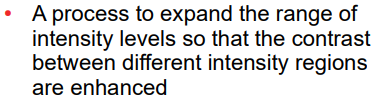 • A process to expand the range of
intensity levels so that the contrast
between different intensity regions
are enhanced